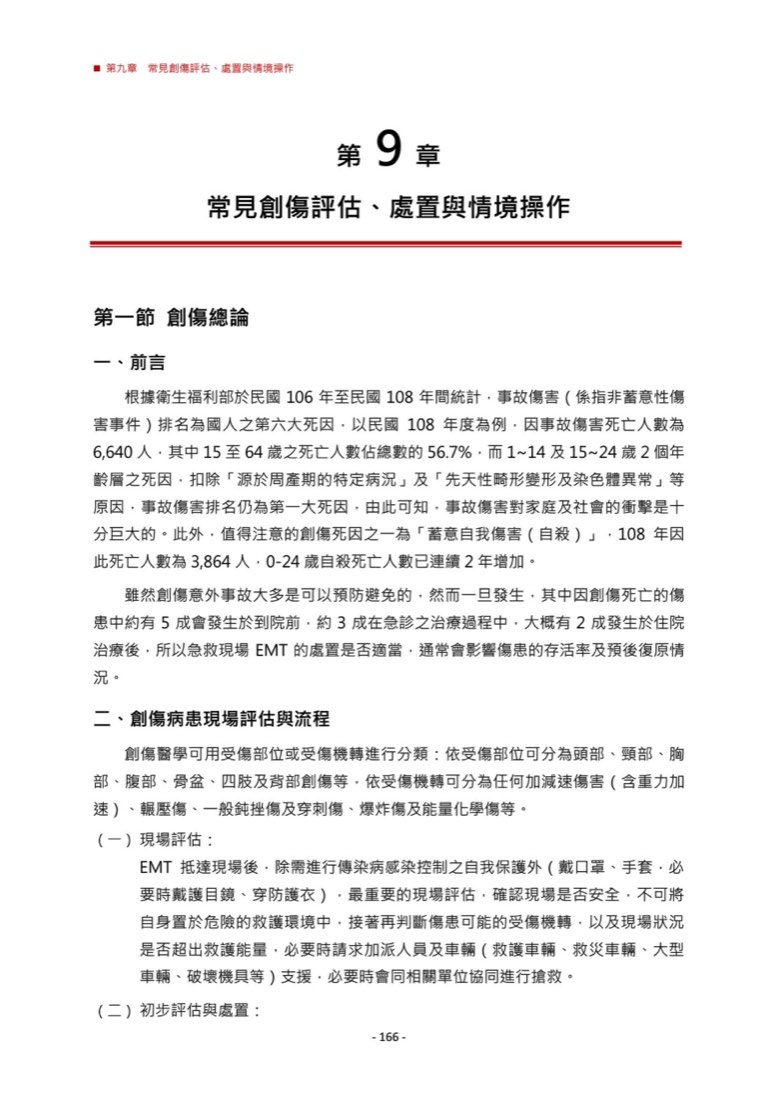 ■ 第九章　常見創傷評估、處置與情境操作
第 9 章
常見創傷評估、處置與情境操作
第一節 創傷總論
一、前言
根據衛生福利部於民國 106 年至民國 108 年間統計，事故傷害（係指非蓄意性傷
害事件）排名為國人之第六大死因，以民國 108 年度為例，因事故傷害死亡人數為
6,640 人，其中 15 至 64 歲之死亡人數佔總數的 56.7%，而 1~14 及 15~24 歲 2 個年
齡層之死因，扣除「源於周產期的特定病況」及「先天性畸形變形及染色體異常」等
原因，事故傷害排名仍為第一大死因，由此可知，事故傷害對家庭及社會的衝擊是十
分巨大的。此外，值得注意的創傷死因之一為「蓄意自我傷害（自殺）」，108 年因
此死亡人數為 3,864 人，0-24 歲自殺死亡人數已連續 2 年增加。
雖然創傷意外事故大多是可以預防避免的，然而一旦發生，其中因創傷死亡的傷
患中約有 5 成會發生於到院前，約 3 成在急診之治療過程中，大概有 2 成發生於住院
治療後，所以急救現場 EMT 的處置是否適當，通常會影響傷患的存活率及預後復原情
況。
二、創傷病患現場評估與流程
創傷醫學可用受傷部位或受傷機轉進行分類：依受傷部位可分為頭部、頸部、胸
部、腹部、骨盆、四肢及背部創傷等，依受傷機轉可分為任何加減速傷害（含重力加
速）、輾壓傷、一般鈍挫傷及穿刺傷、爆炸傷及能量化學傷等。
（一）現場評估：
EMT 抵達現場後，除需進行傳染病感染控制之自我保護外（戴口罩、手套，必
要時戴護目鏡、穿防護衣），最重要的現場評估，確認現場是否安全，不可將
自身置於危險的救護環境中，接著再判斷傷患可能的受傷機轉，以及現場狀況
是否超出救護能量，必要時請求加派人員及車輛（救護車輛、救災車輛、大型
車輛、破壞機具等）支援，必要時會同相關單位協同進行搶救。
（二）初步評估與處置：
- 166 -